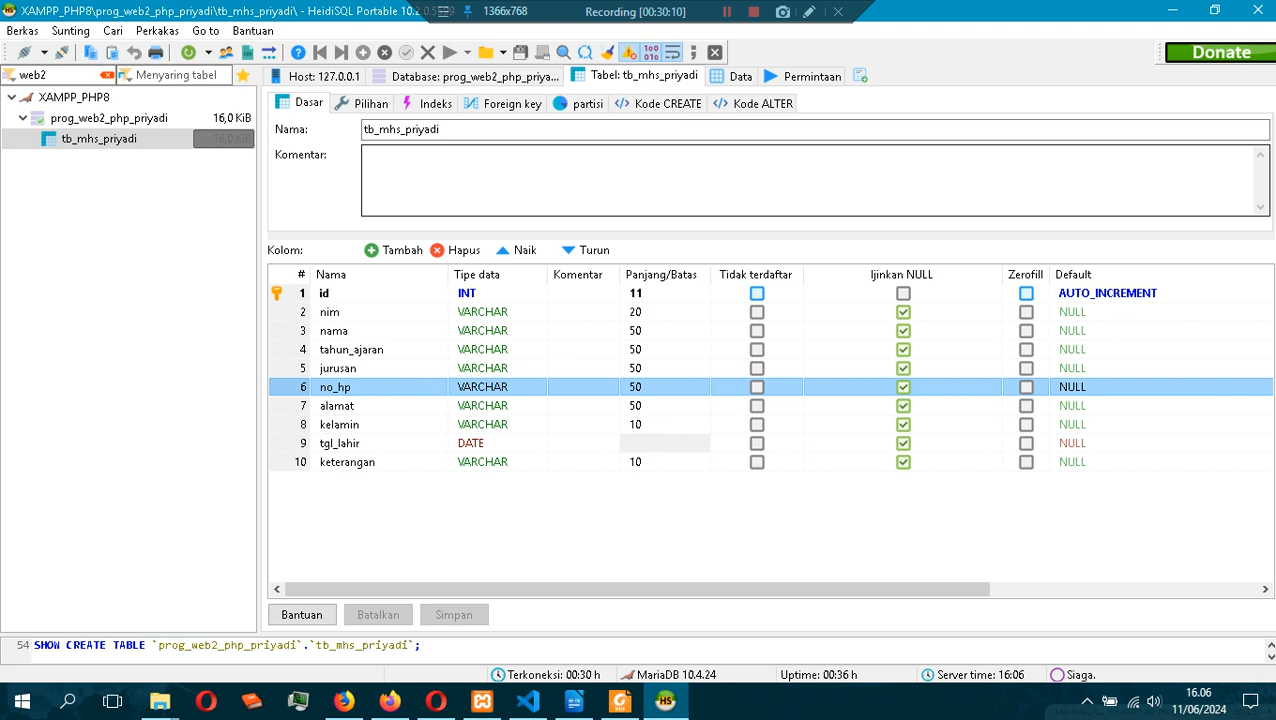 XAMPP_PHP8\prog_web2_php_priyadi\tb_mhs_priyadi\ - HeidiSQL Portable 10.2.0.5599
1366x768
Recording [00:30:10]
Berkas Sunting Cari Perkakas Go to Bantuan
Donate
web2
Menyaring tabel
Host: 127.0.0.1
Database: prog_web2_php_priya...
Tabel: tb_mhs_priyadi
Data
Permintaan
XAMPP_PHP8
prog_web2_php_priyadi 16,0 KiB
tb_mhs_priyadi 16,0 KiB
Dasar Pilihan Indeks Foreign key partisi Kode CREATE Kode ALTER
Nama: tb_mhs_priyadi
Komentar:
Kolom: Tambah Hapus Naik Turun
# Nama Tipe data Komentar Panjang/Batas Tidak terdaftar Ijinkan NULL Zerofill Default
1 id INT 11 AUTO_INCREMENT
2 nim VARCHAR 20 NULL
3 nama VARCHAR 50 NULL
4 tahun_ajaran VARCHAR 50 NULL
5 jurusan VARCHAR 50 NULL
6 no_hp VARCHAR 50 NULL
7 alamat VARCHAR 50 NULL
8 kelamin VARCHAR 10 NULL
9 tgl_lahir DATE NULL
10 keterangan VARCHAR 10 NULL
Bantuan Batalkan Simpan
54 SHOW CREATE TABLE `prog_web2_php_priyadi`.`tb_mhs_priyadi`;
Terkoneksi: 00:30 h
MariaDB 10.4.24
Uptime: 00:36 h
Server time: 16:06
Siaga.
16.06
11/06/2024